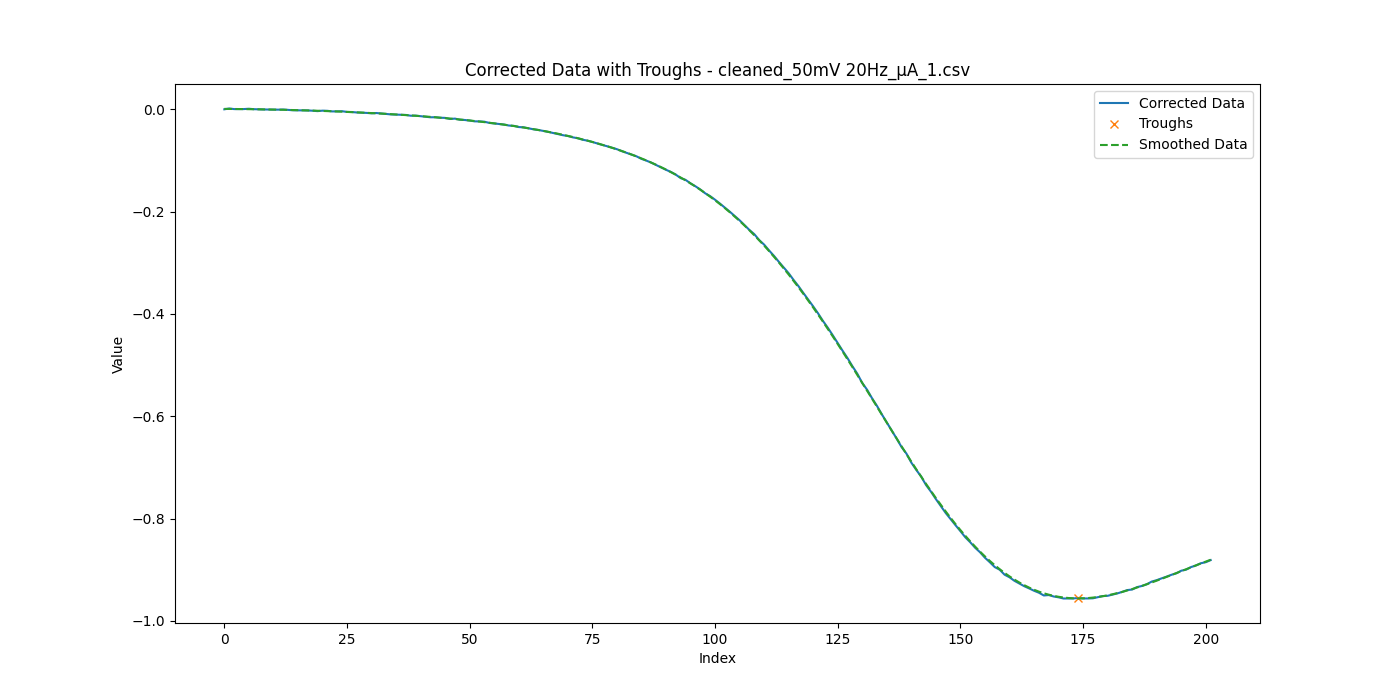 Corrected Data with Troughs - cleaned_50mV 20Hz_µA_1.csv
Corrected Data
Troughs
Smoothed Data
Value
0.0
−0.2
−0.4
−0.6
−0.8
−1.0
0 25 50 75 100 125 150 175 200
Index